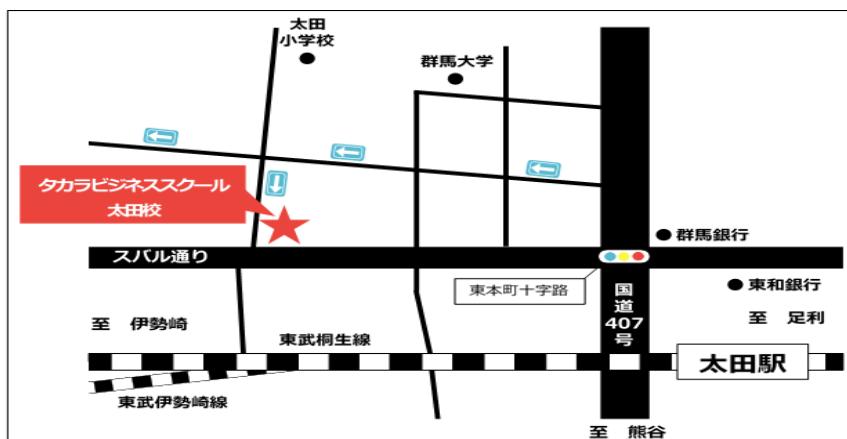 太田
小学校
群馬大学
タカラビジネススクール
太田校
群馬銀行
スバル通り
東本町十字路
東和銀行
国道407号
至 伊勢崎
至 足利
東武桐生線
太田駅
東武伊勢崎線
至 熊谷